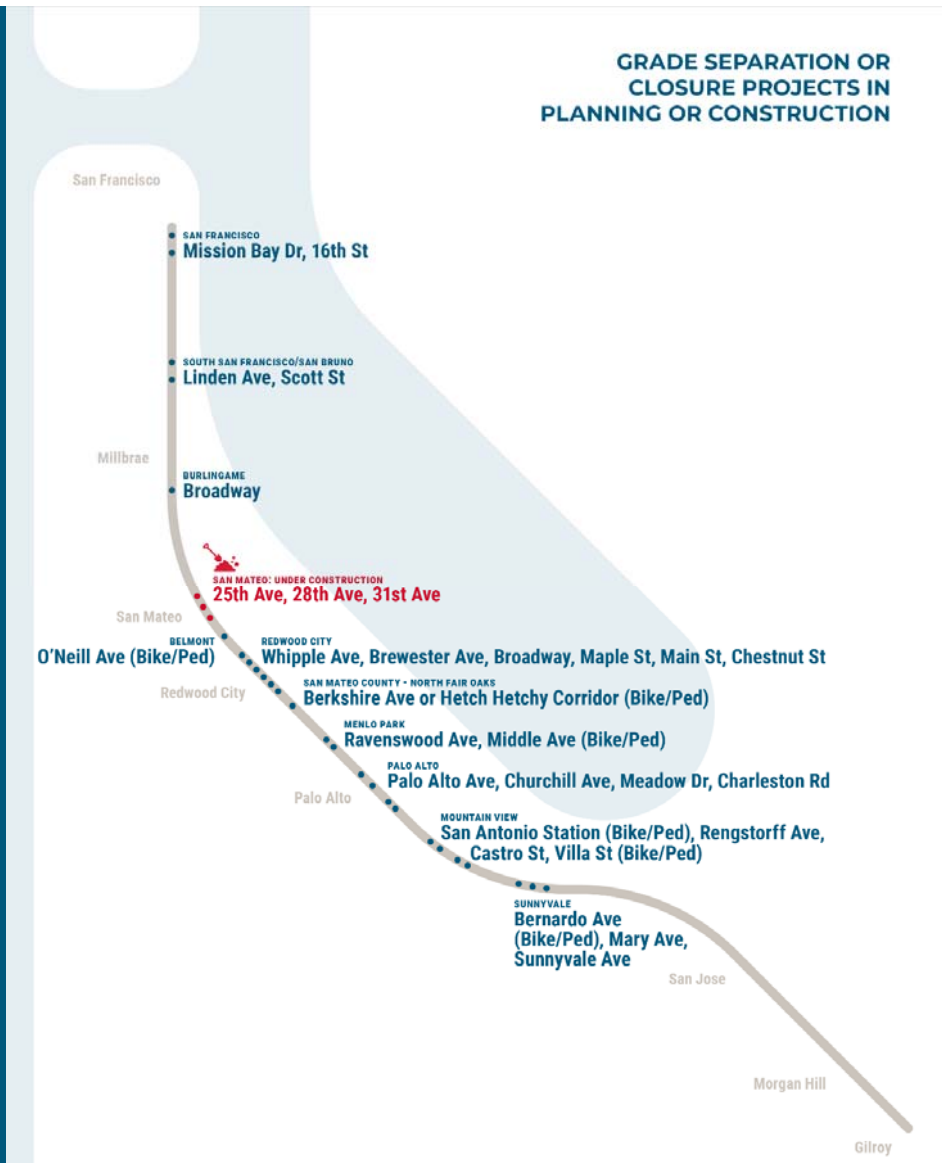 GRADE SEPARATION OR
CLOSURE PROJECTS IN
PLANNING OR CONSTRUCTION
San Francisco
SAN FRANCISCO
Mission Bay Dr, 16th St
SOUTH SAN FRANCISCO/SAN BRUNO
Linden Ave, Scott St
Millbrae
BURLINGAME
Broadway
SAN MATEO: UNDER CONSTRUCTION
25th Ave, 28th Ave, 31st Ave
San Mateo
BELMONT
O'Neill Ave (Bike/Ped)
REDWOOD CITY
Whipple Ave, Brewester Ave, Broadway, Maple St, Main St, Chestnut St
Redwood City
SAN MATEO COUNTY - NORTH FAIR OAKS
Berkshire Ave or Hetch Hetchy Corridor (Bike/Ped)
MENLO PARK
Ravenswood Ave, Middle Ave (Bike/Ped)
PALO ALTO
Palo Alto Ave, Churchill Ave, Meadow Dr, Charleston Rd
Palo Alto
MOUNTAIN VIEW
San Antonio Station (Bike/Ped), Rengstorff Ave,
Castro St, Villa St (Bike/Ped)
SUNNYVALE
Bernardo Ave
(Bike/Ped), Mary Ave,
Sunnyvale Ave
San Jose
Morgan Hill
Gilroy